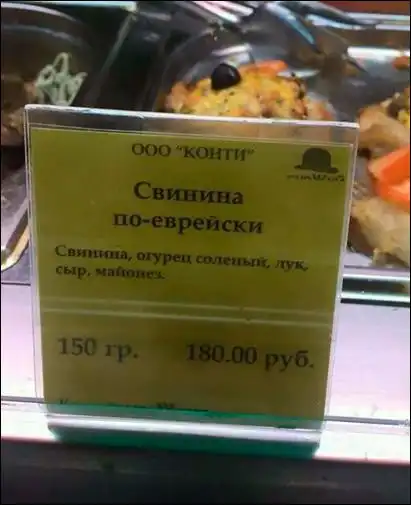 ООО "КОНТИ"
Свинина
по-еврейски
Свинина, огурец соленый, лук,
сыр, майонез.
150 гр. 180.00 руб.